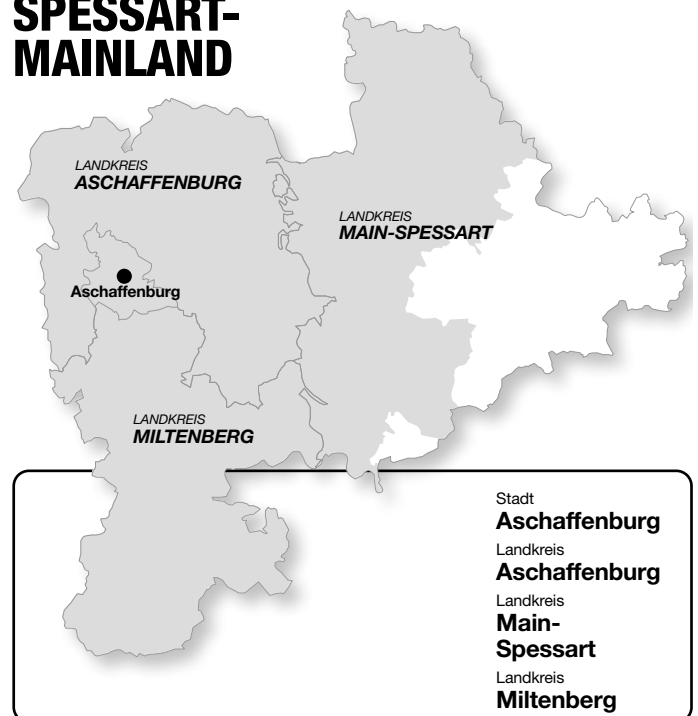 SPESSART-
MAINLAND
LANDKREIS
ASCHAFFENBURG
LANDKREIS
MAIN-SPESSART
Aschaffenburg
LANDKREIS
MILTENBERG
Stadt
Aschaffenburg
Landkreis
Aschaffenburg
Landkreis
Main-
Spessart
Landkreis
Miltenberg